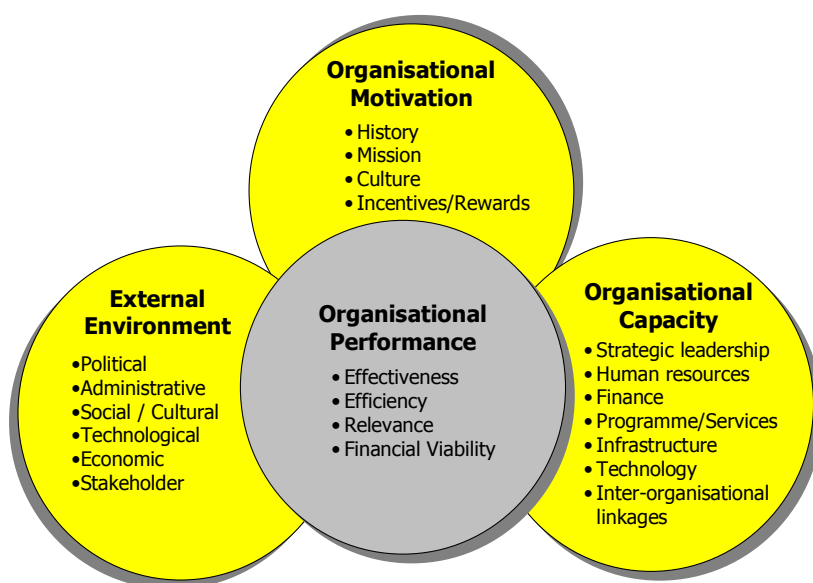 Organisational
Motivation
• History
• Mission
• Culture
• Incentives/Rewards
External
Environment
•Political
•Administrative
•Social / Cultural
•Technological
•Economic
•Stakeholder
Organisational
Performance
• Effectiveness
• Efficiency
• Relevance
• Financial Viability
Organisational
Capacity
• Strategic leadership
• Human resources
• Finance
• Programme/Services
• Infrastructure
• Technology
• Inter-organisational
linkages